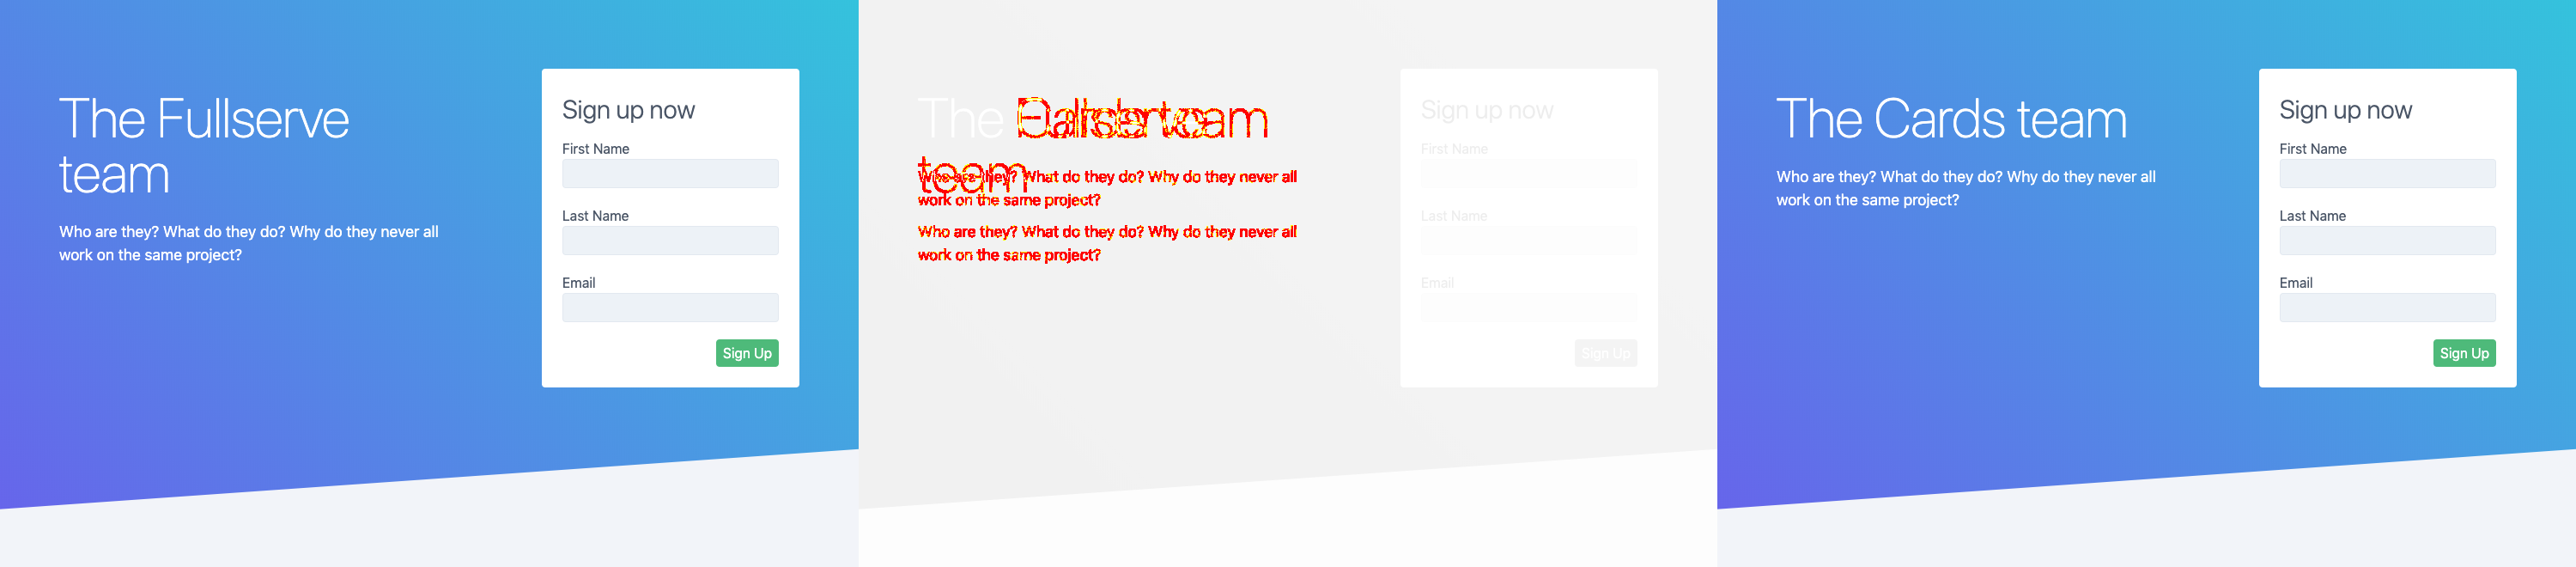 The Fullserve
team
Who are they? What do they do? Why do they never all
work on the same project?
Sign up now
First Name
Last Name
Email
Sign Up
The
team
Who are they? What do they do? Why do they never all
work on the same project?
Who are they? What do they do? Why do they never all
work on the same project?
Sign up now
First Name
Last Name
Email
Sign Up
The Cards team
Who are they? What do they do? Why do they never all
work on the same project?
Sign up now
First Name
Last Name
Email
Sign Up